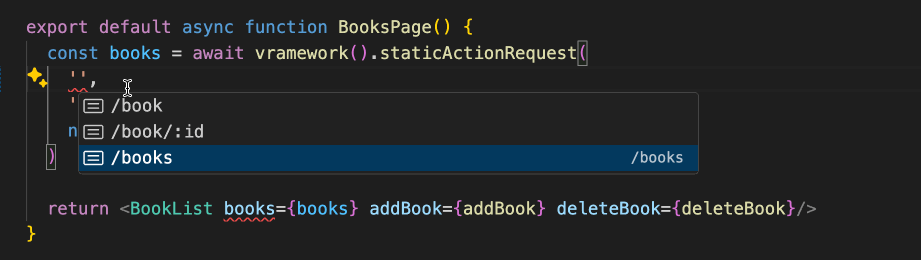 export default async function BooksPage() {
const books = await vramework().staticActionRequest(
'',
/book
'
/book/:id
n
/books /books
)
return <BookList books={books} addBook={addBook} deleteBook={deleteBook}/>
}